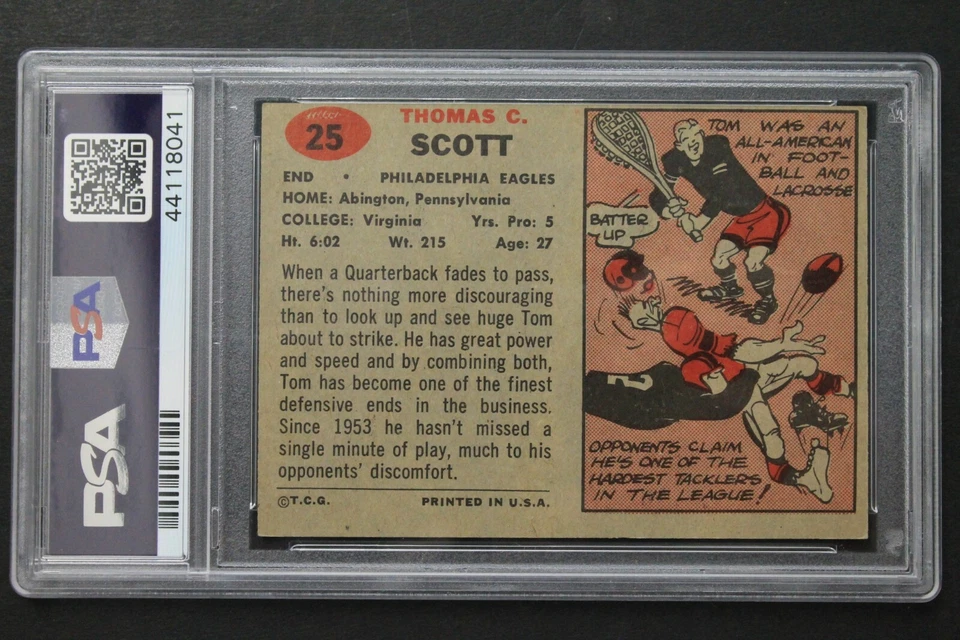 PSA
PSA
44118041
25
THOMAS C.
SCOTT
END • PHILADELPHIA EAGLES
HOME: Abington, Pennsylvania
COLLEGE: Virginia Yrs. Pro: 5
Ht. 6:02 Wt. 215 Age: 27
When a Quarterback fades to pass,
there's nothing more discouraging
than to look up and see huge Tom
about to strike. He has great power
and speed and by combining both,
Tom has become one of the finest
defensive ends in the business.
Since 1953 he hasn't missed a
single minute of play, much to his
opponents' discomfort.
©T.C.G. PRINTED IN U.S.A.
TOM WAS AN
ALL-AMERICAN
IN FOOT-
BALL AND
LACROSSE
BATTER
UP
2
OPPONENTS CLAIM
HE'S ONE OF THE
HARDEST TACKLERS
IN THE LEAGUE!